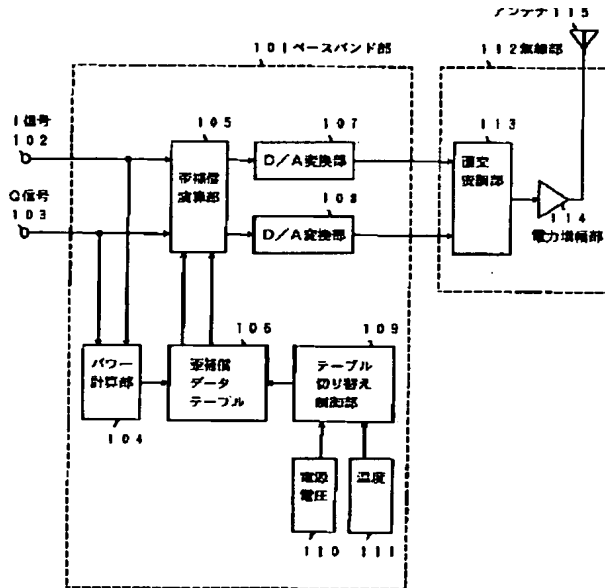 アンテナ115
101ベースバンド部
112無線部
I信号
102
105
107
113
歪補償
演算部
D/A変換部
直交
変調部
Q信号
103
108
D/A変換部
114
電力増幅部
106
109
パワー
計算部
歪補償
データ
テーブル
テーブル
切り替え
制御部
104
電源
電圧
温度
110
111